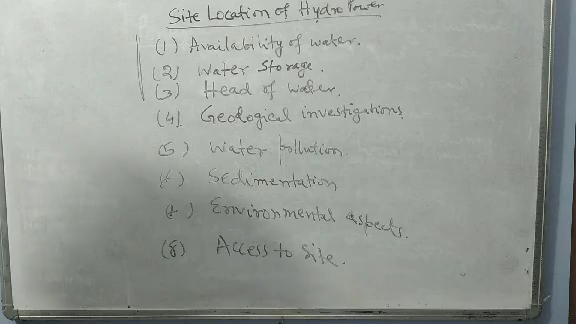 Site Location of Hydro Power
(1) Availability of water.
(2) Water Storage.
(3) Head of water.
(4) Geological investigations
(5) Water pollution.
(6) Sedimentation
(7) Environmental aspects.
(8) Access to Site.